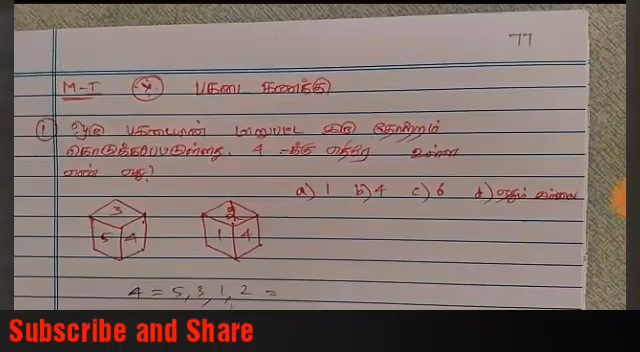 77
M-T பகடை கணக்கு
① ஒரு பகடையின் மாறுபட்ட இரு தோற்றம்
கொடுக்கப்பட்டுள்ளது. 4 -க்கு எதிரே உள்ள
எண் எது?
a) 1 b) 4 c) 6 d) ஏதும் இல்லை
3 2
5 4 1 4
4 = 5, 3, 1, 2 =
Subscribe and Share